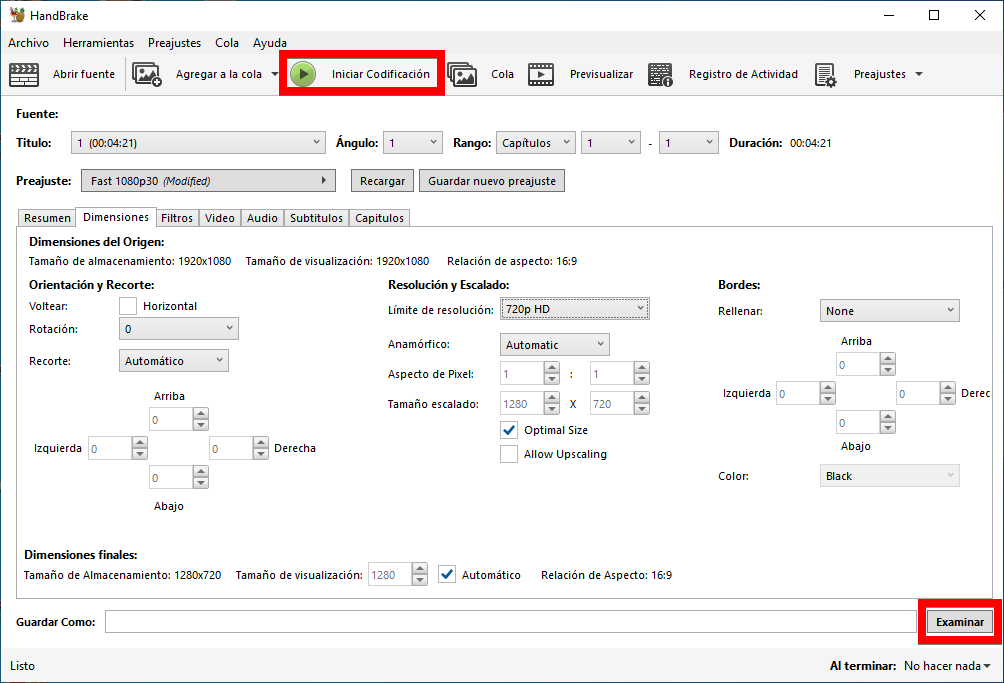 HandBrake
Archivo Herramientas Preajustes Cola Ayuda
Abrir fuente Agregar a la cola Iniciar Codificación Cola Previsualizar Registro de Actividad Preajustes
Fuente:
Titulo: 1 (00:04:21) Ángulo: 1 Rango: Capítulos 1 - 1 Duración: 00:04:21
Preajuste: Fast 1080p30 (Modified) Recargar Guardar nuevo preajuste
Resumen Dimensiones Filtros Video Audio Subtitulos Capitulos
Dimensiones del Origen:
Tamaño de almacenamiento: 1920x1080 Tamaño de visualización: 1920x1080 Relación de aspecto: 16:9
Orientación y Recorte: Resolución y Escalado: Bordes:
Voltear: Horizontal Límite de resolución: 720p HD Rellenar: None
Rotación: 0
Anamórfico: Automatic Arriba
Recorte: Automático 0
Aspecto de Pixel: 1 : 1
Arriba Izquierda 0 0 Derec
0 Tamaño escalado: 1280 X 720
0
Optimal Size
Izquierda 0 0 Derecha Abajo
Allow Upscaling
0 Color: Black
Abajo
Dimensiones finales:
Tamaño de Almacenamiento: 1280x720 Tamaño de visualización: 1280 Automático Relación de Aspecto: 16:9
Guardar Como: Examinar
Listo Al terminar: No hacer nada